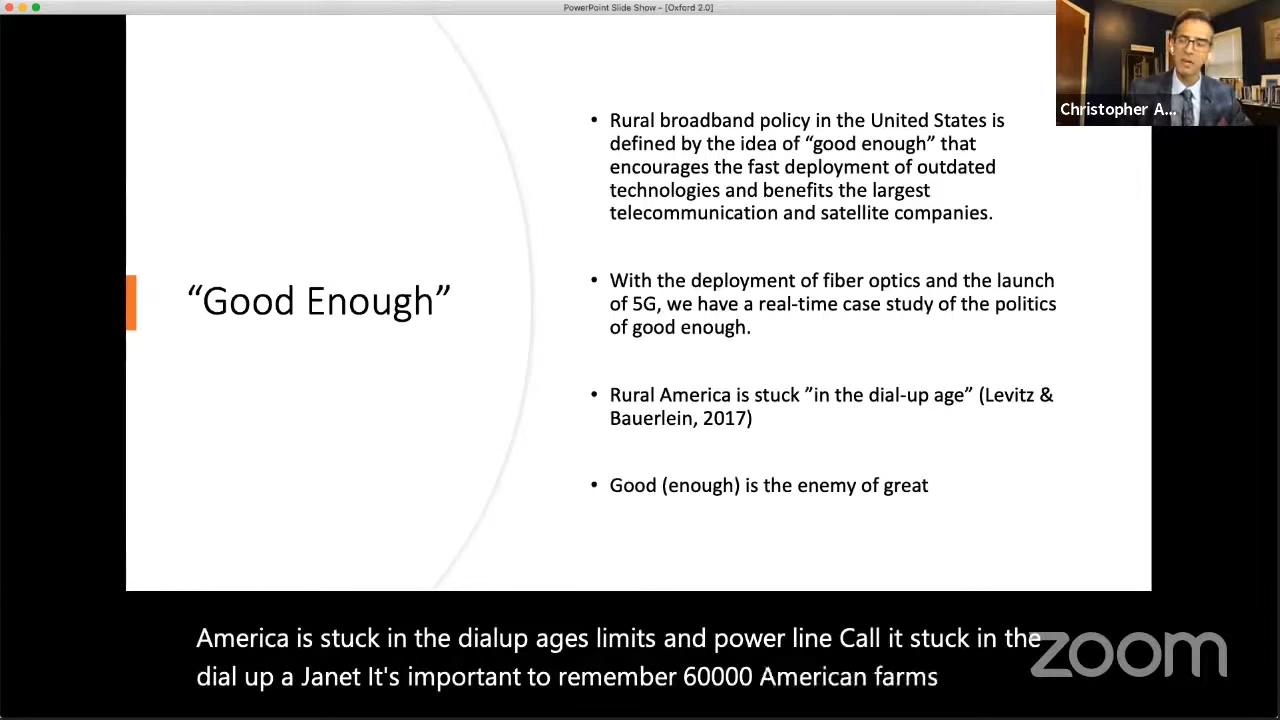 PowerPoint Slide Show - [Oxford 2.0]
Christopher A...
• Rural broadband policy in the United States is
defined by the idea of “good enough” that
encourages the fast deployment of outdated
technologies and benefits the largest
telecommunication and satellite companies.
“Good Enough”
• With the deployment of fiber optics and the launch
of 5G, we have a real-time case study of the politics
of good enough.
• Rural America is stuck ”in the dial-up age” (Levitz &
Bauerlein, 2017)
• Good (enough) is the enemy of great
America is stuck in the dialup ages limits and power line Call it stuck in the
dial up a Janet It's important to remember 60000 American farms
zoom